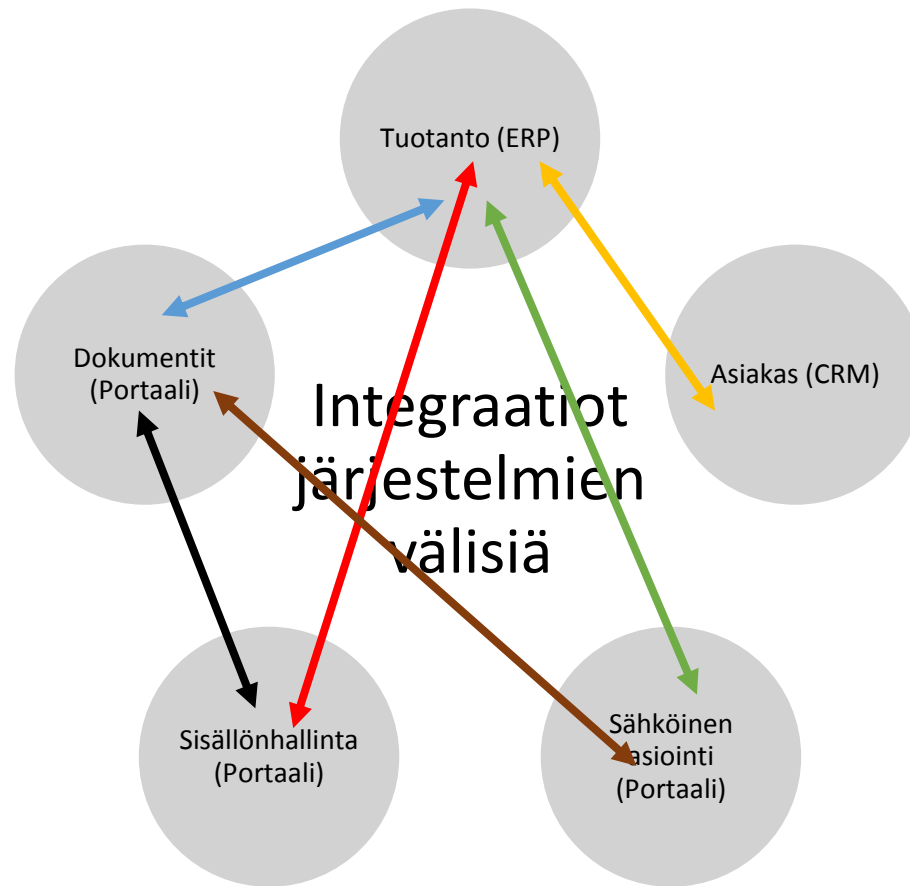 Tuotanto (ERP)
Dokumentit
(Portaali)
Asiakas (CRM)
Integraatiot
järjestelmien
välisiä
Sisällönhallinta
(Portaali)
Sähköinen
asiointi
(Portaali)